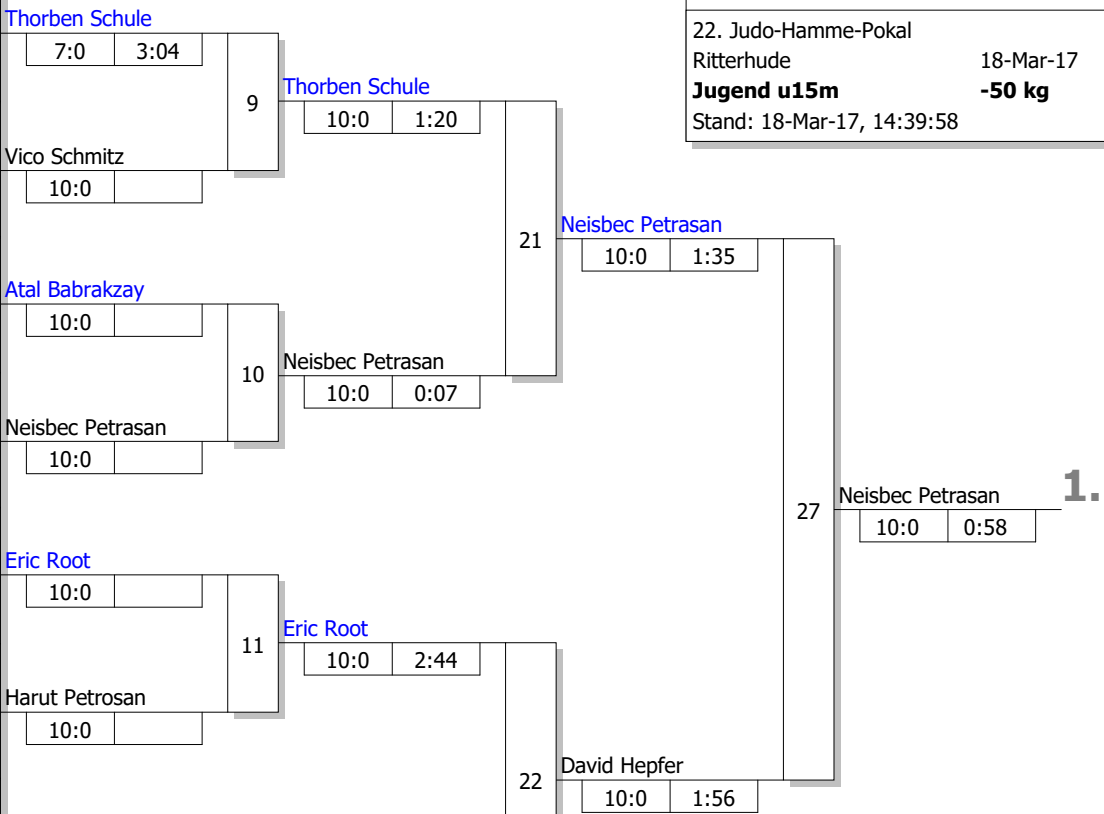 Thorben Schule
7:0 3:04
9
Thorben Schule
10:0 1:20
Vico Schmitz
10:0
21
Neisbec Petrasan
10:0 1:35
Atal Babrakzay
10:0
10
Neisbec Petrasan
10:0 0:07
Neisbec Petrasan
10:0
27
Neisbec Petrasan 1.
10:0 0:58
Eric Root
10:0
11
Eric Root
10:0 2:44
Harut Petrosan
10:0
22
David Hepfer
10:0 1:56
22. Judo-Hamme-Pokal
Ritterhude 18-Mar-17
Jugend u15m -50 kg
Stand: 18-Mar-17, 14:39:58